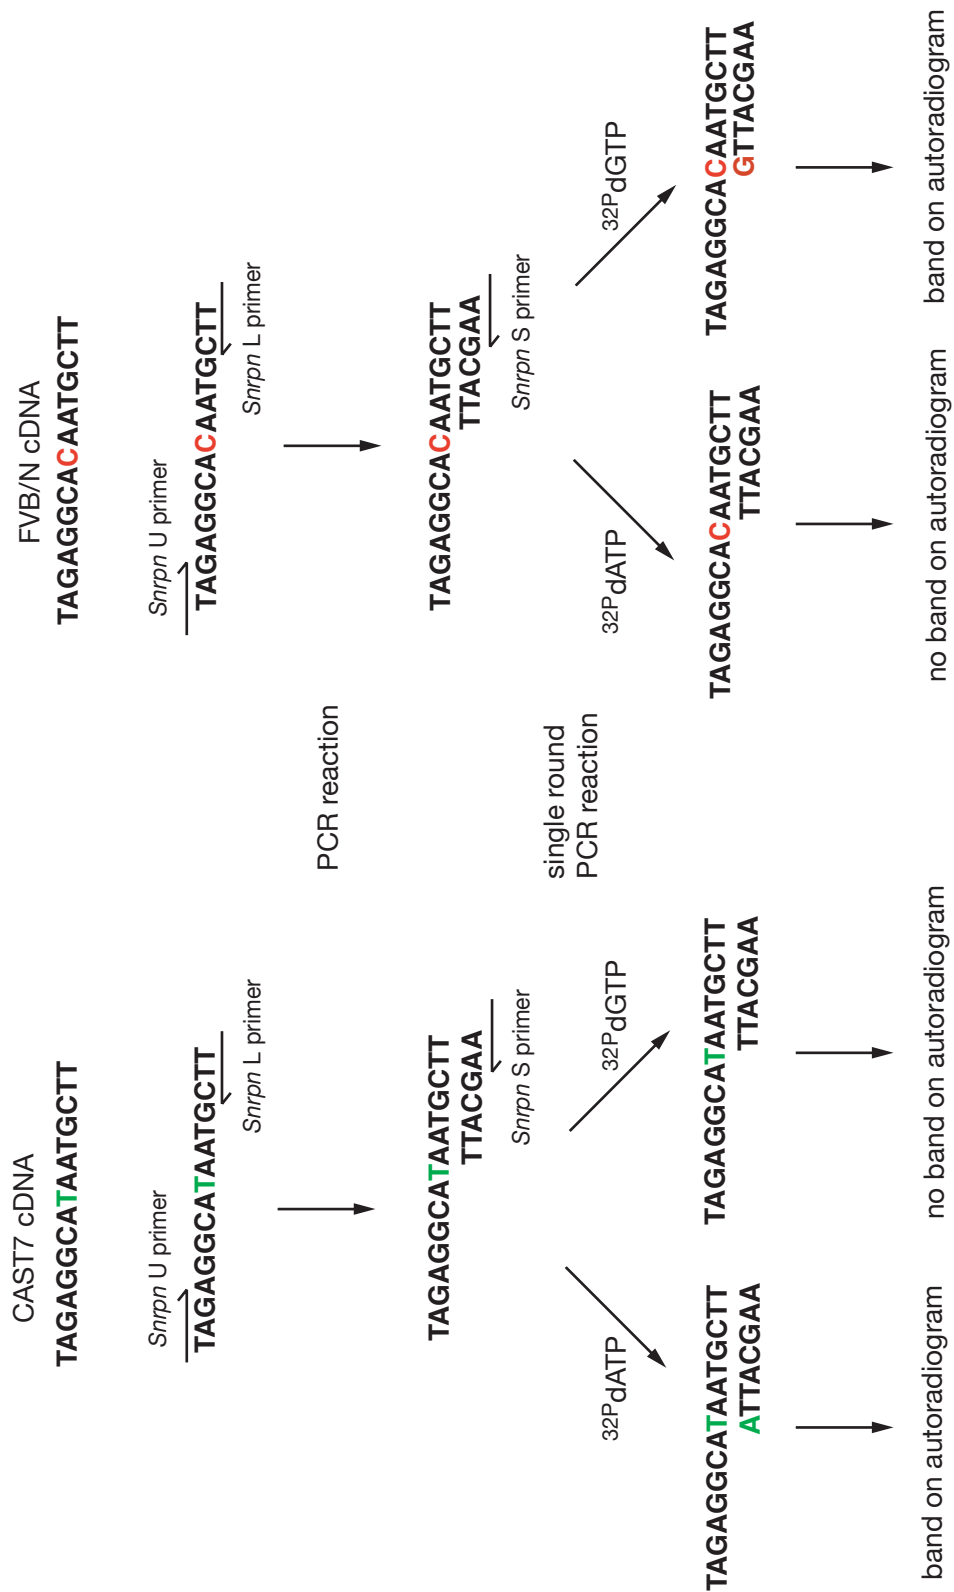 CAST7 cDNA
TAGAGGCATAATGCTT
Snrpn U primer
TAGAGGCATAATGCTT
Snrpn L primer
TAGAGGCATAATGCTT
TTACGAA
Snrpn S primer
32PdATP
32PdGTP
TAGAGGCATAATGCTT
ATTACGAA
TAGAGGCATAATGCTT
TTACGAA
band on autoradiogram
no band on autoradiogram
PCR reaction
single round
PCR reaction
FVB/N cDNA
TAGAGGCACAATGCTT
Snrpn U primer
TAGAGGCACAATGCTT
Snrpn L primer
TAGAGGCACAATGCTT
TTACGAA
Snrpn S primer
32PdATP
32PdGTP
TAGAGGCACAATGCTT
TTACGAA
TAGAGGCACAATGCTT
GTTACGAA
no band on autoradiogram
band on autoradiogram